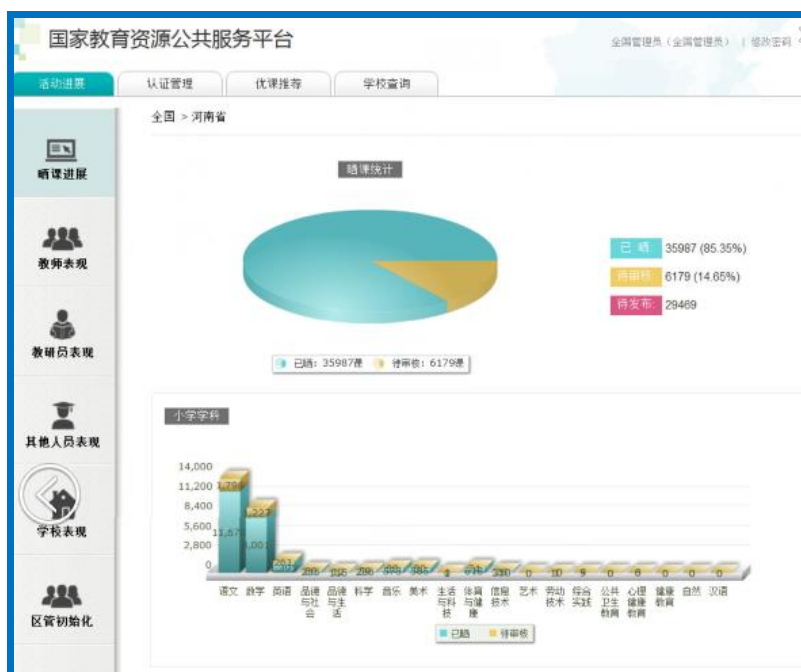 国家教育资源公共服务平台
全国管理员（全国管理员） | 修改密码
活动进展 认证管理 优课推荐 学校查询
全国 > 河南省
晒课进展
教师表现
教研员表现
其他人员表现
学校表现
区管初始化
晒课统计
已 晒: 35987 (85.35%)
待审核: 6179 (14.65%)
待发布: 29469
已晒: 35987课 待审核: 6179课
小学学科
14,000
11,200
8,400
5,600
2,800
0
语文 数学 英语 品德与社会 品德与生活 科学 音乐 美术 生活与科技 体育与健康 信息技术 艺术 劳动技术 综合实践 公共卫生教育 心理健康教育 健康教育 自然 汉语
已晒 待审核